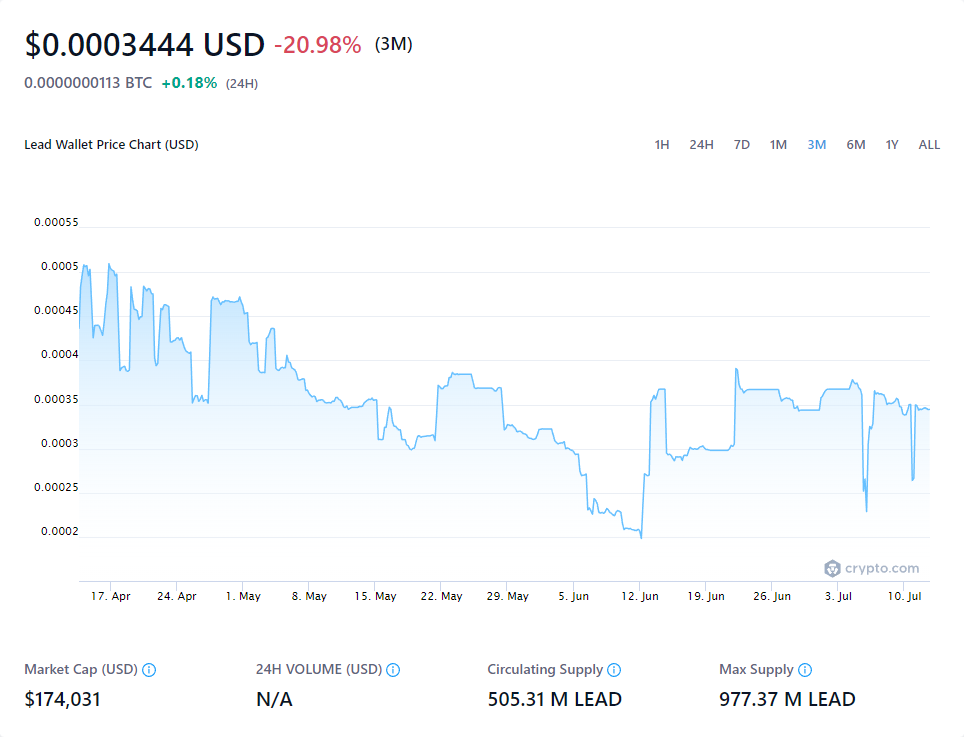 $0.0003444 USD -20.98% (3M)
0.0000000113 BTC +0.18% (24H)
Lead Wallet Price Chart (USD)
1H 24H 7D 1M 3M 6M 1Y ALL
0.00055
0.0005
0.00045
0.0004
0.00035
0.0003
0.00025
0.0002
crypto.com
17. Apr 24. Apr 1. May 8. May 15. May 22. May 29. May 5. Jun 12. Jun 19. Jun 26. Jun 3. Jul 10. Jul
Market Cap (USD) 24H VOLUME (USD) Circulating Supply Max Supply
$174,031 N/A 505.31 M LEAD 977.37 M LEAD